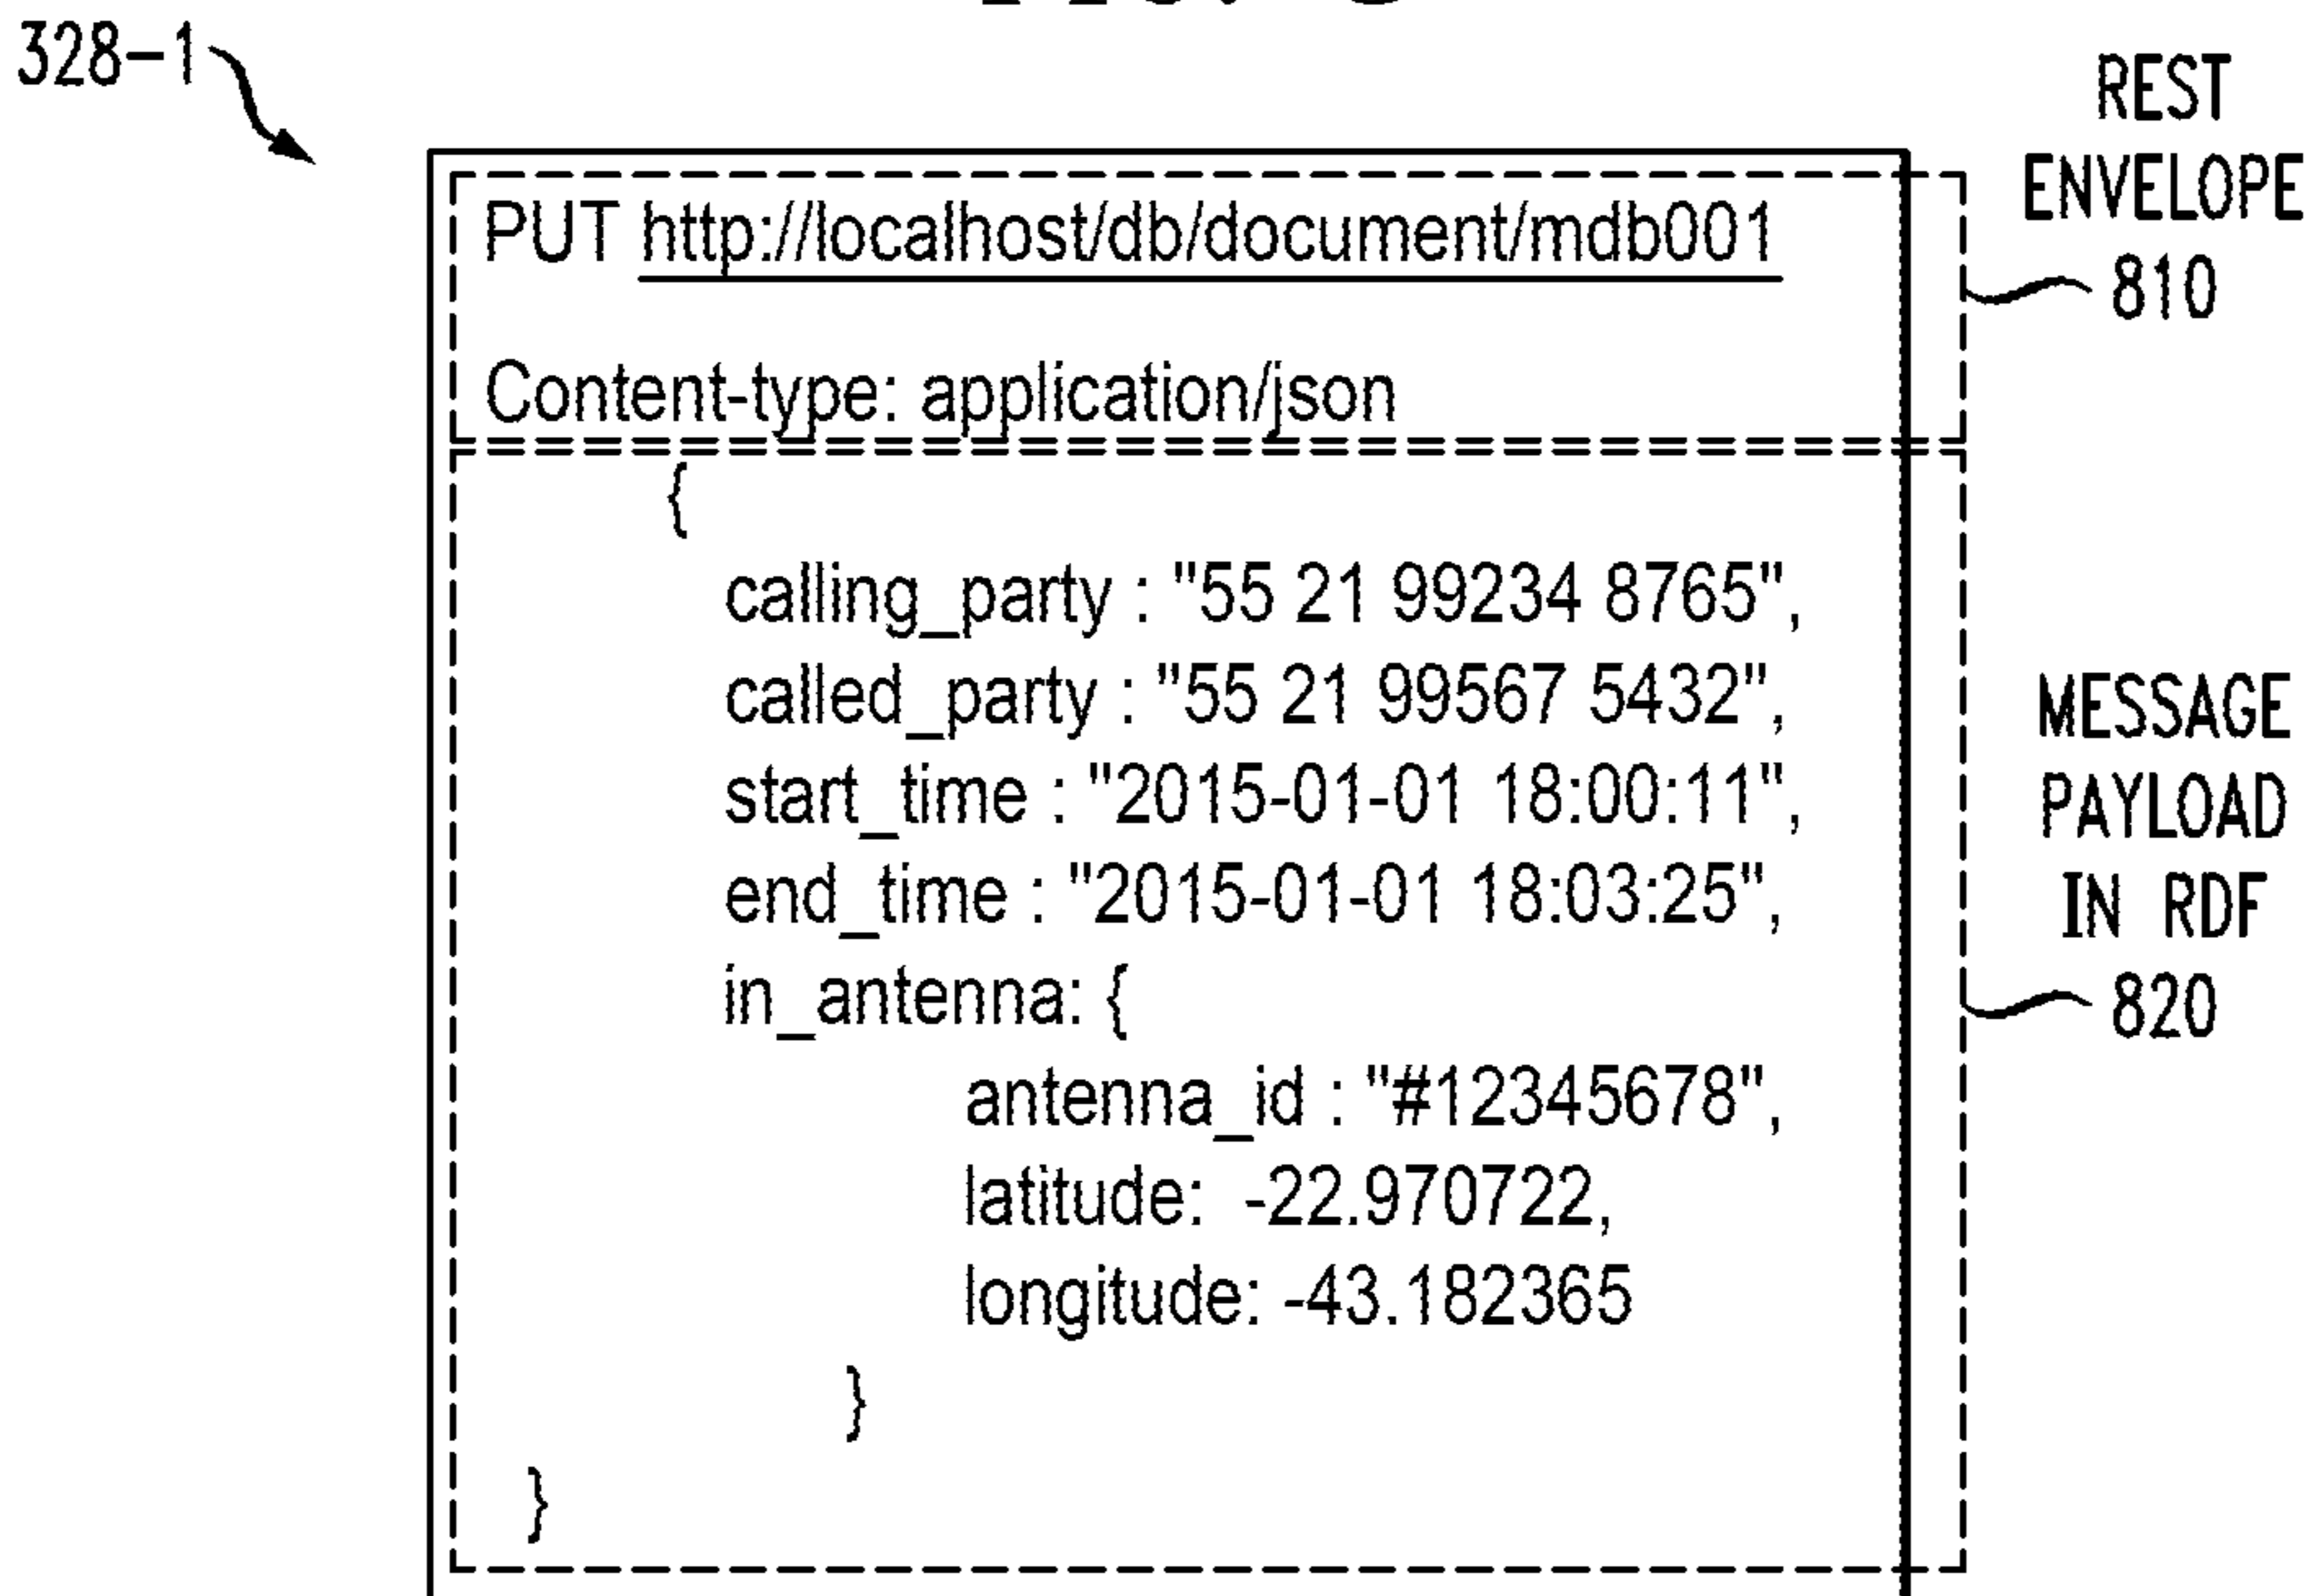 328-1
REST
ENVELOPE
810
PUT http://localhost/db/document/mdb001
Content-type: application/json
{
calling_party : "55 21 99234 8765",
called_party : "55 21 99567 5432",
start_time : "2015-01-01 18:00:11",
end_time : "2015-01-01 18:03:25",
in_antenna: {
antenna_id : "#12345678",
latitude: -22.970722,
longitude: -43.182365
}
}
MESSAGE
PAYLOAD
IN RDF
820